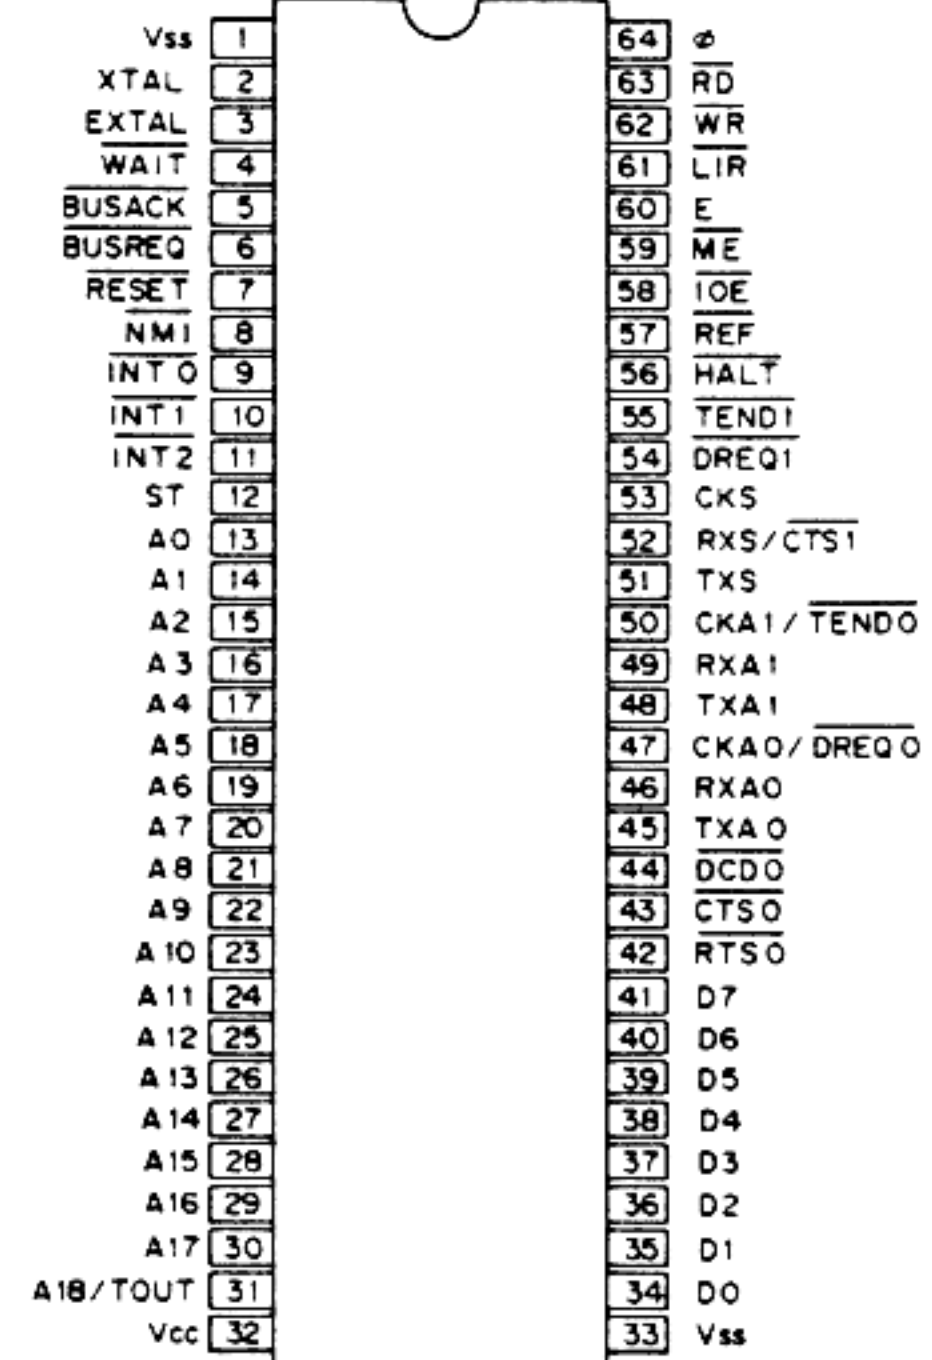 Vss 1 64 ø
XTAL 2 63 RD
EXTAL 3 62 WR
WAIT 4 61 LIR
BUSACK 5 60 E
BUSREQ 6 59 ME
RESET 7 58 IOE
NMI 8 57 REF
INT0 9 56 HALT
INT1 10 55 TEND1
INT2 11 54 DREQ1
ST 12 53 CKS
A0 13 52 RXS/CTS1
A1 14 51 TXS
A2 15 50 CKA1/TEND0
A3 16 49 RXA1
A4 17 48 TXA1
A5 18 47 CKA0/DREQ0
A6 19 46 RXA0
A7 20 45 TXA0
A8 21 44 DCD0
A9 22 43 CTS0
A10 23 42 RTS0
A11 24 41 D7
A12 25 40 D6
A13 26 39 D5
A14 27 38 D4
A15 28 37 D3
A16 29 36 D2
A17 30 35 D1
A18/TOUT 31 34 D0
Vcc 32 33 Vss